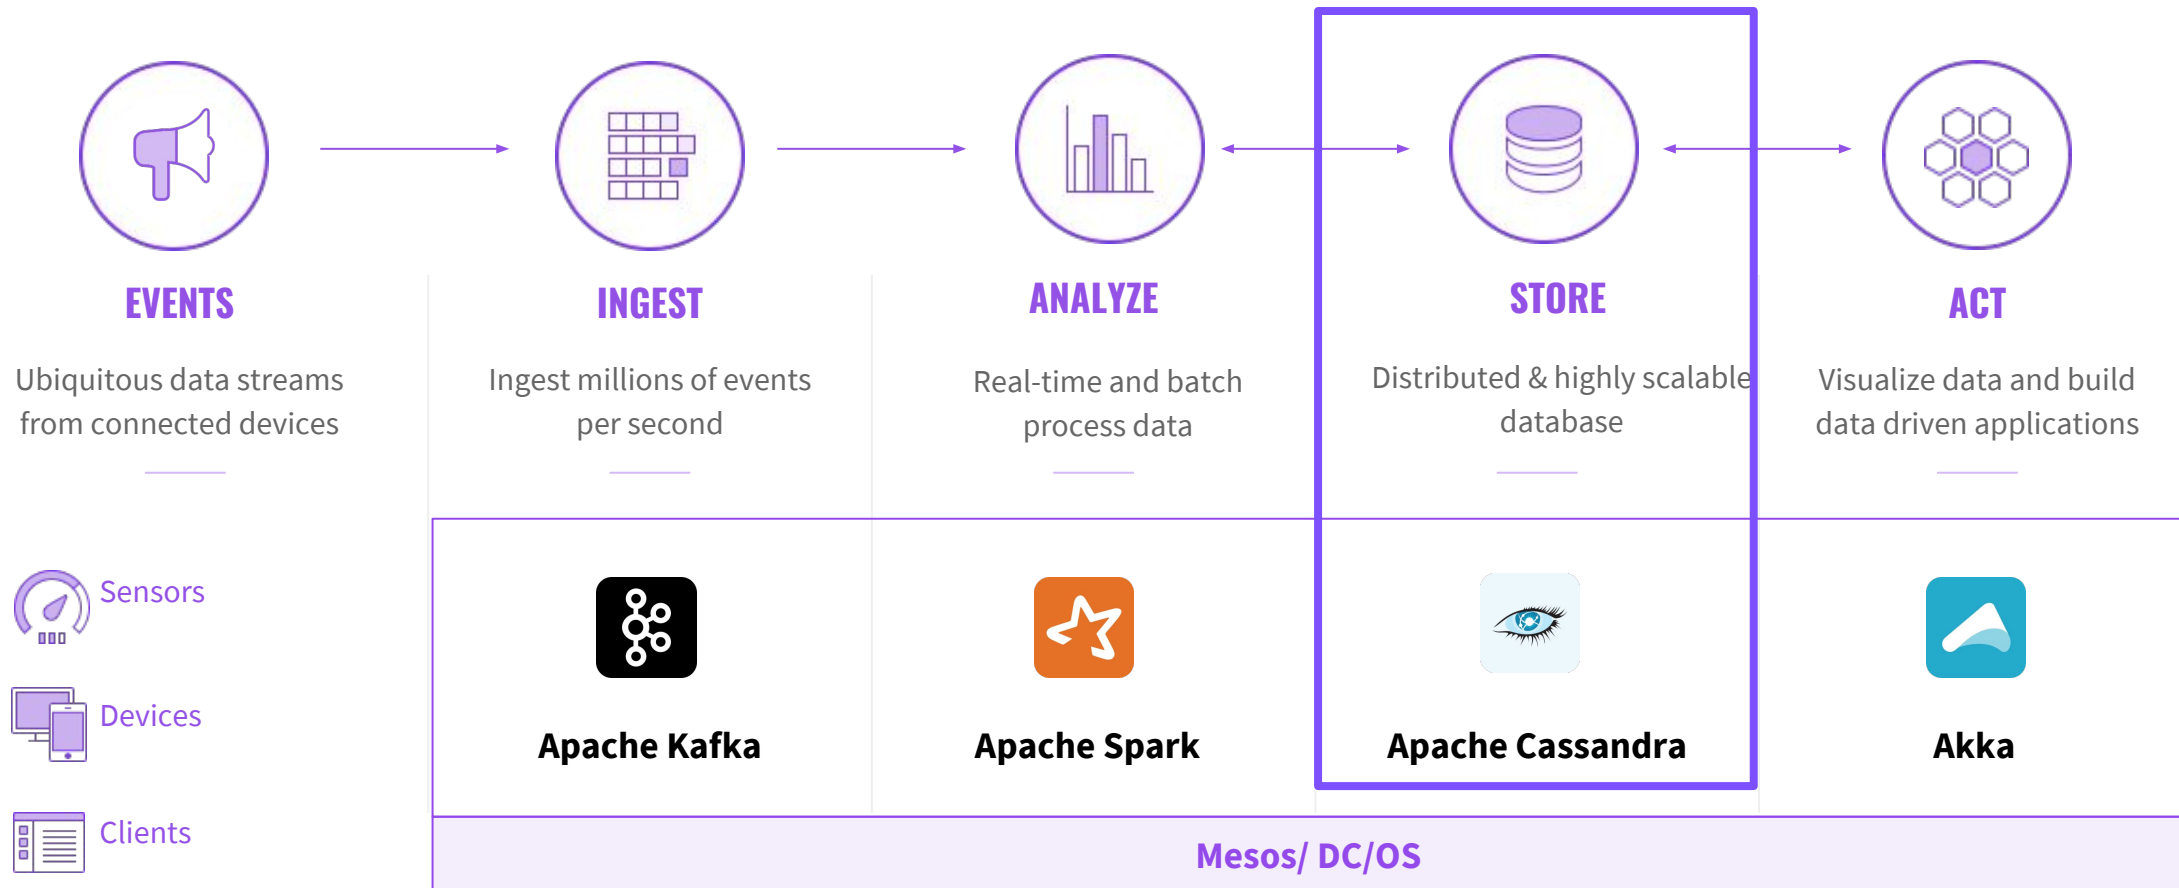 EVENTS
Ubiquitous data streams
from connected devices
INGEST
Ingest millions of events
per second
ANALYZE
Real-time and batch
process data
STORE
Distributed & highly scalable
database
ACT
Visualize data and build
data driven applications
Sensors
Devices
Clients
Apache Kafka
Apache Spark
Apache Cassandra
Akka
Mesos/ DC/OS